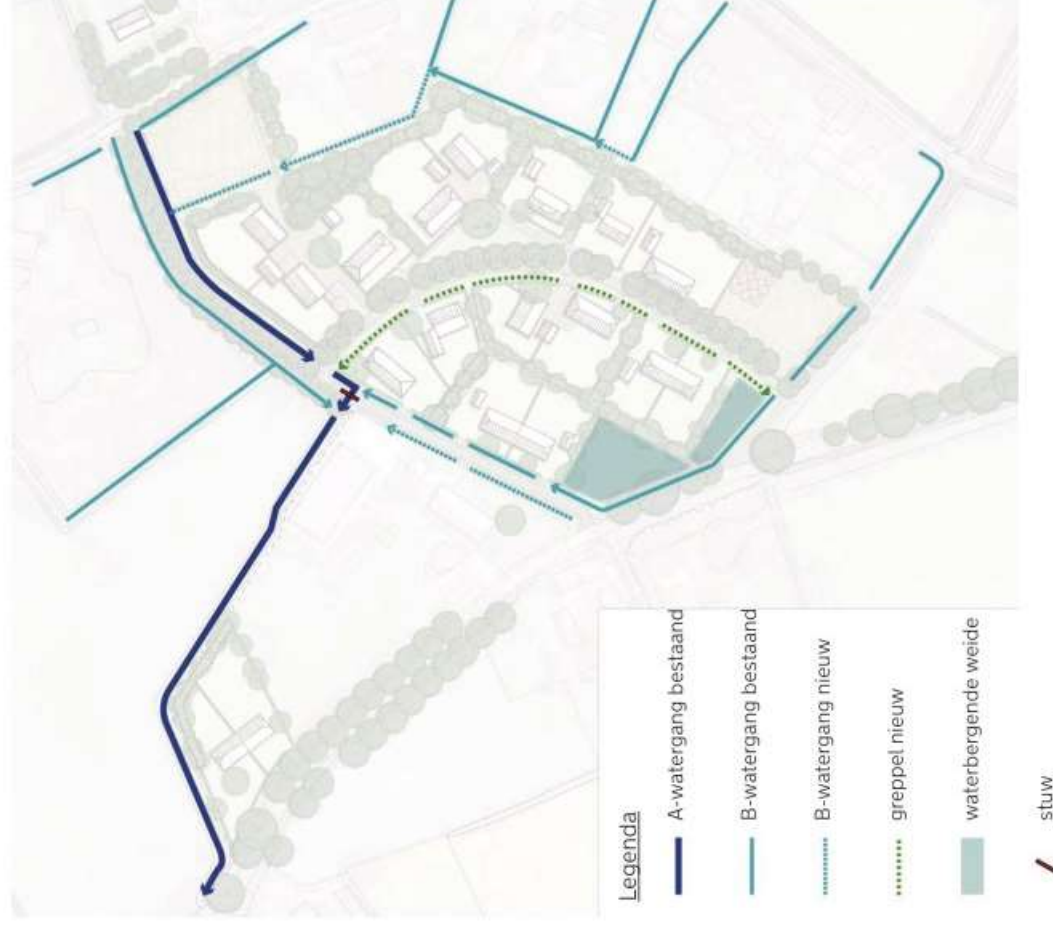 Legenda
A-watergang bestaand
B-watergang bestaand
B-watergang nieuw
greppel nieuw
waterbergende weide
stuw